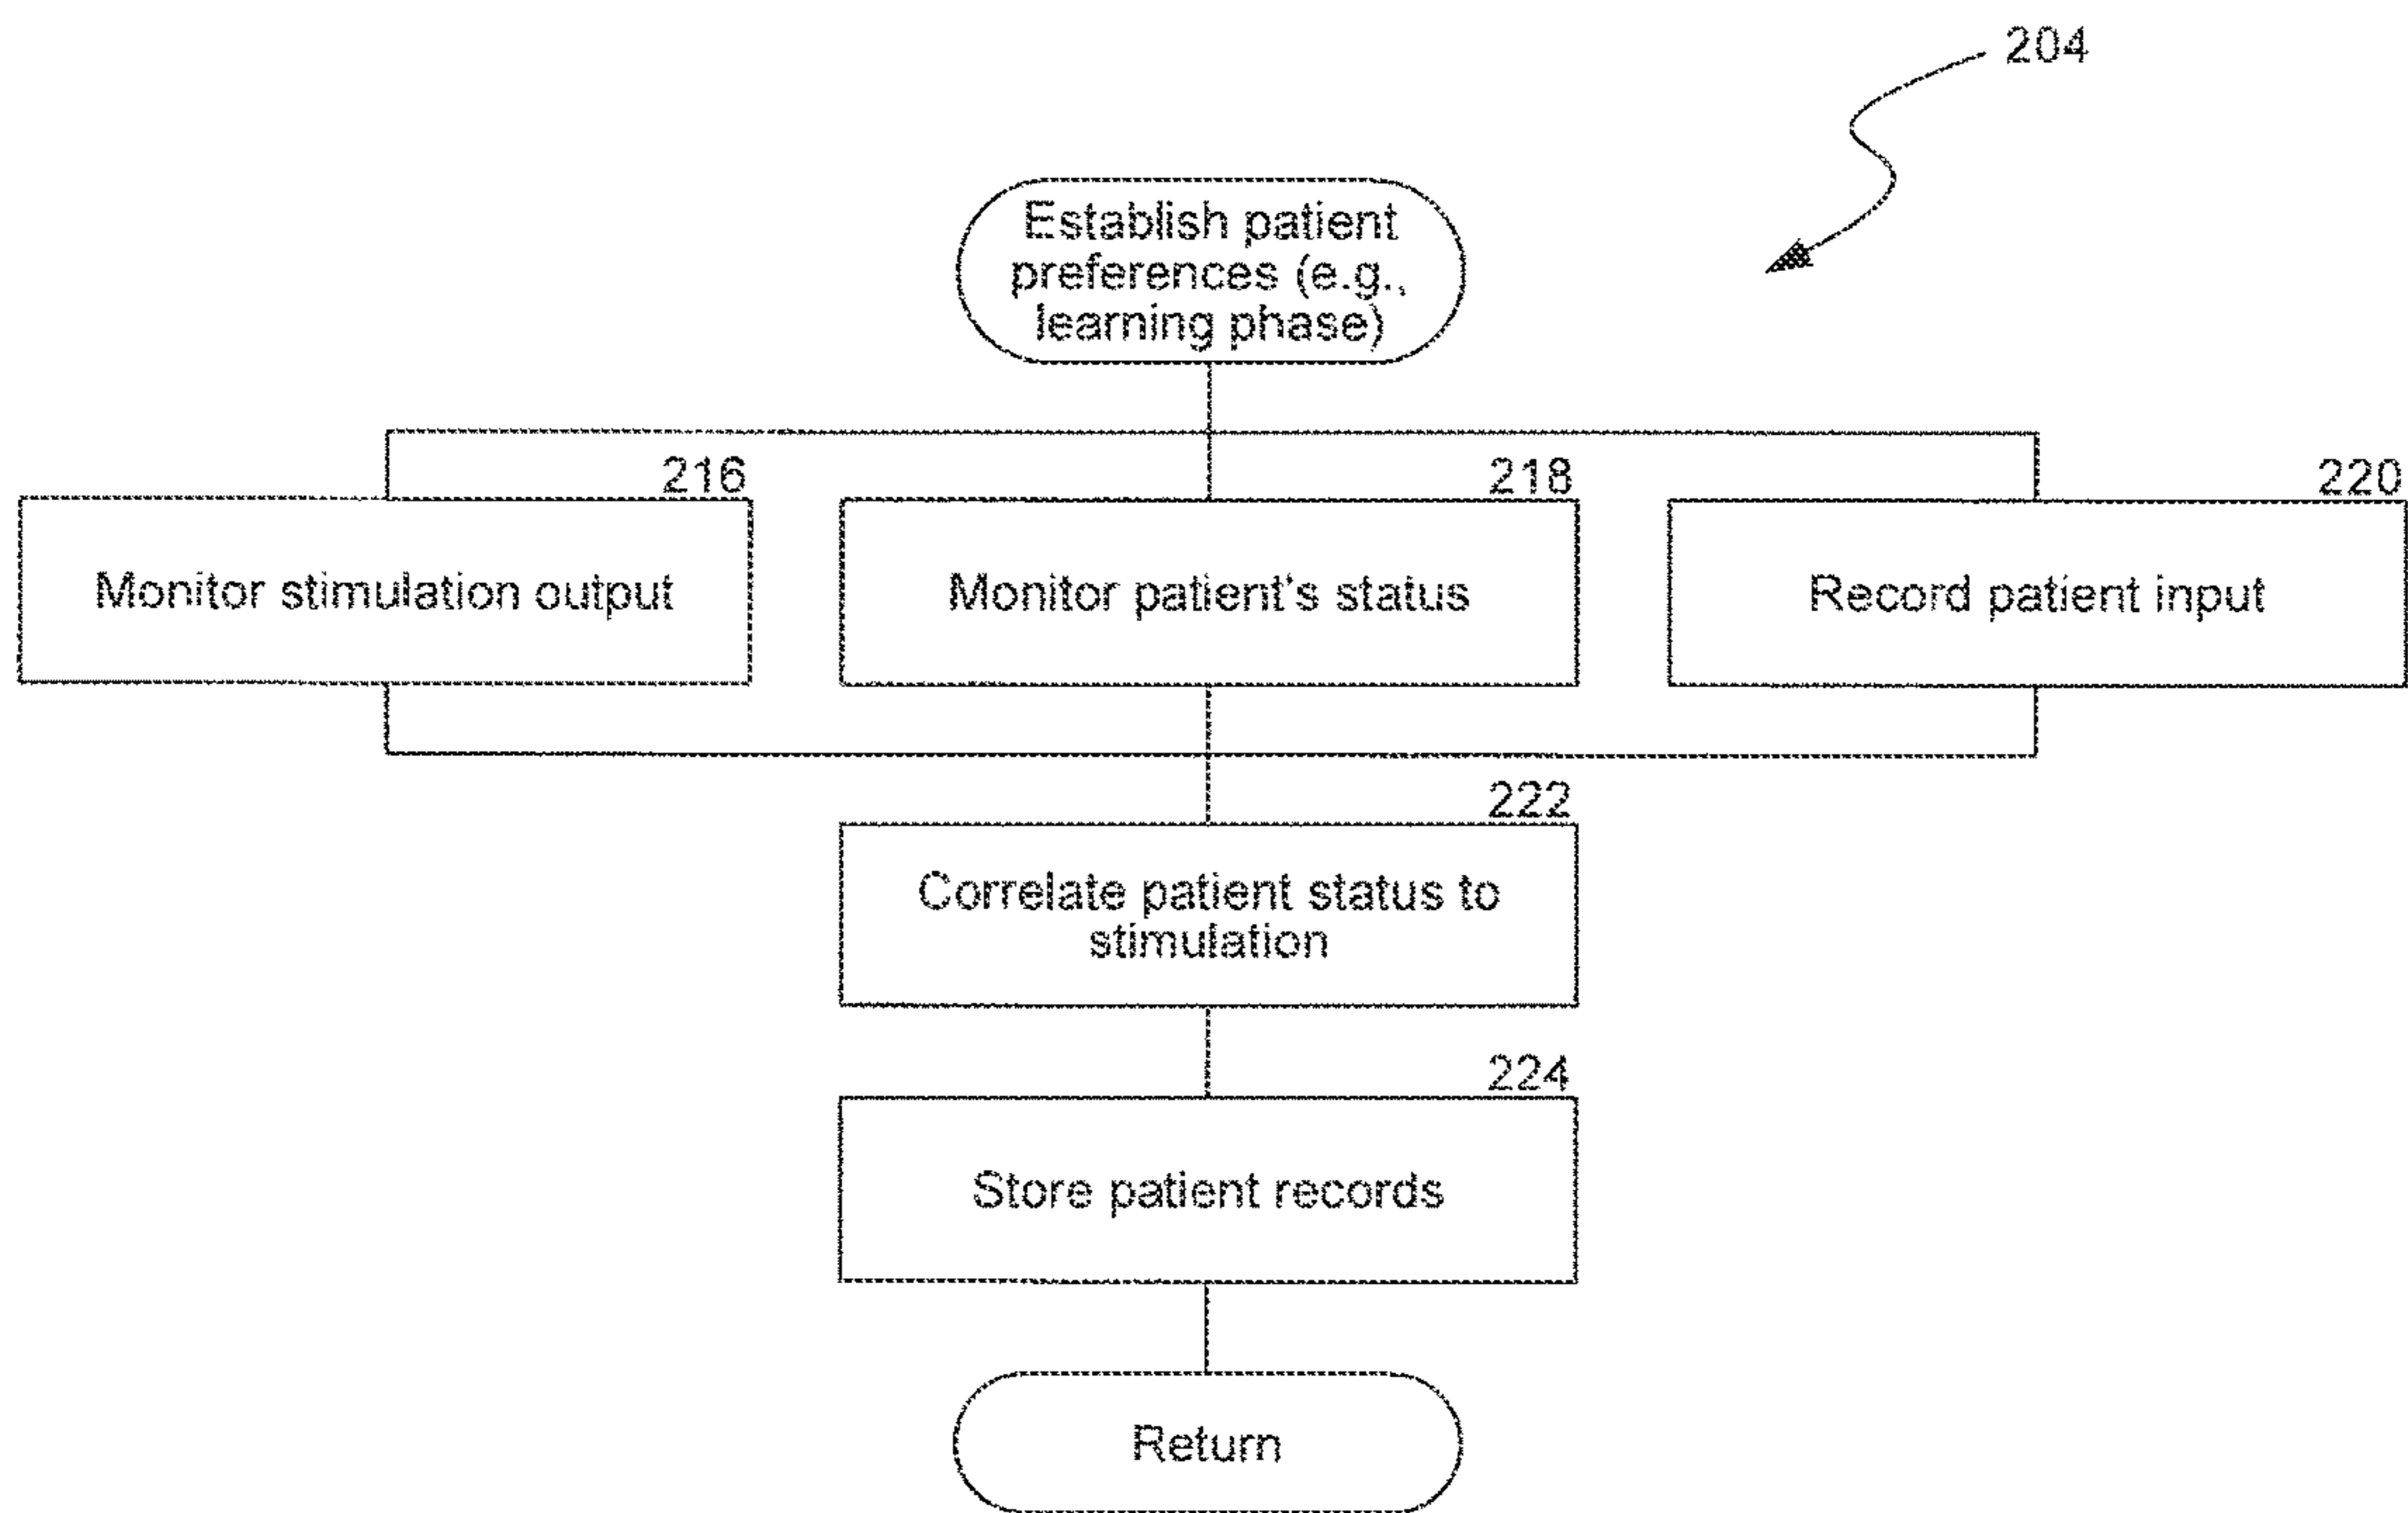 204
Establish patient
preferences (e.g.,
learning phase)
216
218
220
Monitor stimulation output
Monitor patient's status
Record patient input
222
Correlate patient status to
stimulation
224
Store patient records
Return